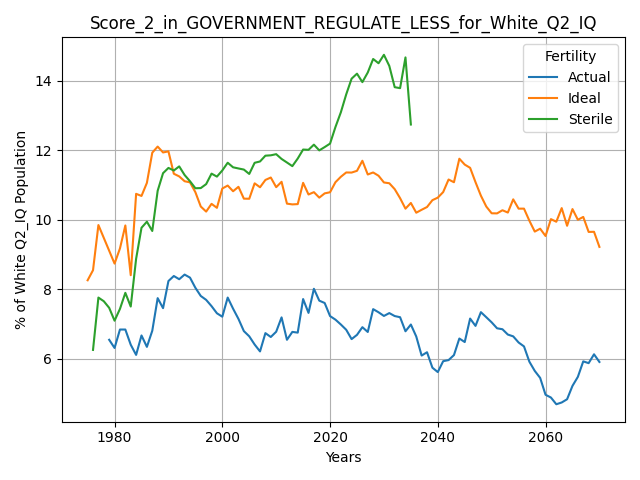 Score_2_in_GOVERNMENT_REGULATE_LESS_for_White_Q2_IQ
Fertility
Actual
Ideal
Sterile
% of White Q2_IQ Population
14
12
10
8
6
1980
2000
2020
2040
2060
Years